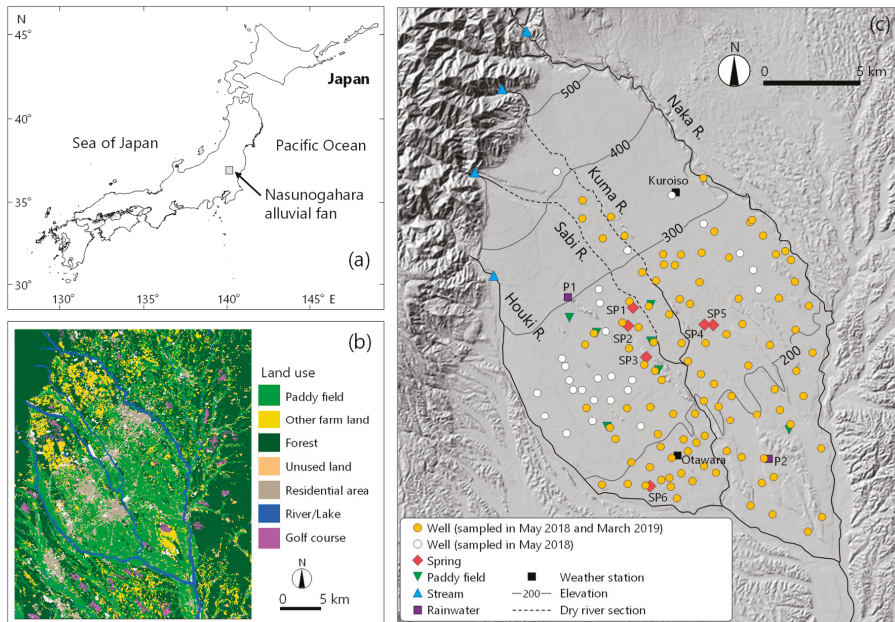 N
45°
40°
35°
30°
130°
135°
140°
145° E
Japan
Sea of Japan
Pacific Ocean
Nasunogahara
alluvial fan
(a)
(b)
Land use
Paddy field
Other farm land
Forest
Unused land
Residential area
River/Lake
Golf course
N
0
5 km
(c)
N
0
5 km
500
400
300
200
Naka R.
Kuma R.
Sabi R.
Houki R.
Kuroiso
P1
SP1
SP2
SP3
SP5
SP4
Otawara
P2
SP6
Well (sampled in May 2018 and March 2019)
Well (sampled in May 2018)
Spring
Paddy field
Weather station
Stream
200 Elevation
Rainwater
Dry river section